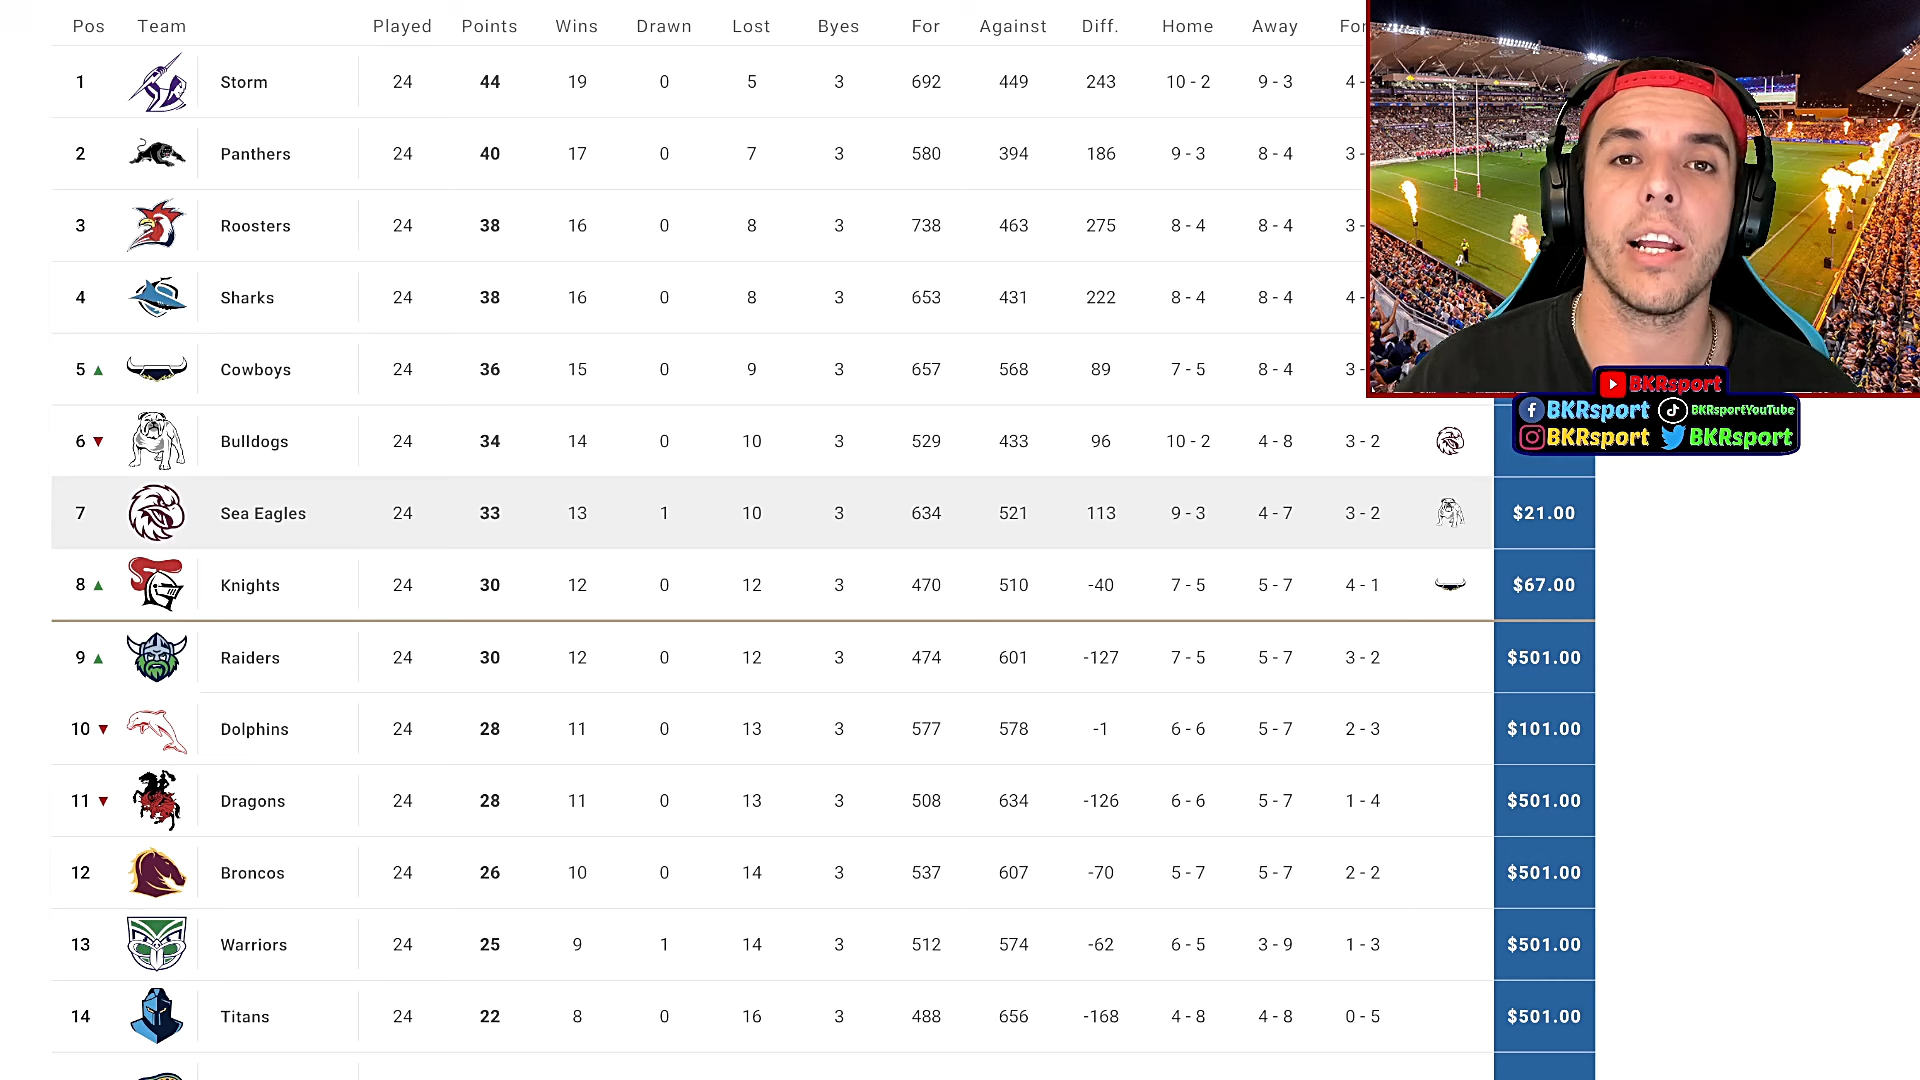 Pos Team Played Points Wins Drawn Lost Byes For Against Diff. Home Away For
1 Storm 24 44 19 0 5 3 692 449 243 10 - 2 9 - 3 4 -
2 Panthers 24 40 17 0 7 3 580 394 186 9 - 3 8 - 4 3 -
3 Roosters 24 38 16 0 8 3 738 463 275 8 - 4 8 - 4 3 -
4 Sharks 24 38 16 0 8 3 653 431 222 8 - 4 8 - 4 4 -
5 Cowboys 24 36 15 0 9 3 657 568 89 7 - 5 8 - 4 3 -
BKRsport
BKRsport BKRsportYouTube
BKRsport BKRsport
6 Bulldogs 24 34 14 0 10 3 529 433 96 10 - 2 4 - 8 3 - 2
7 Sea Eagles 24 33 13 1 10 3 634 521 113 9 - 3 4 - 7 3 - 2 $21.00
8 Knights 24 30 12 0 12 3 470 510 -40 7 - 5 5 - 7 4 - 1 $67.00
9 Raiders 24 30 12 0 12 3 474 601 -127 7 - 5 5 - 7 3 - 2 $501.00
10 Dolphins 24 28 11 0 13 3 577 578 -1 6 - 6 5 - 7 2 - 3 $101.00
11 Dragons 24 28 11 0 13 3 508 634 -126 6 - 6 5 - 7 1 - 4 $501.00
12 Broncos 24 26 10 0 14 3 537 607 -70 5 - 7 5 - 7 2 - 2 $501.00
13 Warriors 24 25 9 1 14 3 512 574 -62 6 - 5 3 - 9 1 - 3 $501.00
14 Titans 24 22 8 0 16 3 488 656 -168 4 - 8 4 - 8 0 - 5 $501.00